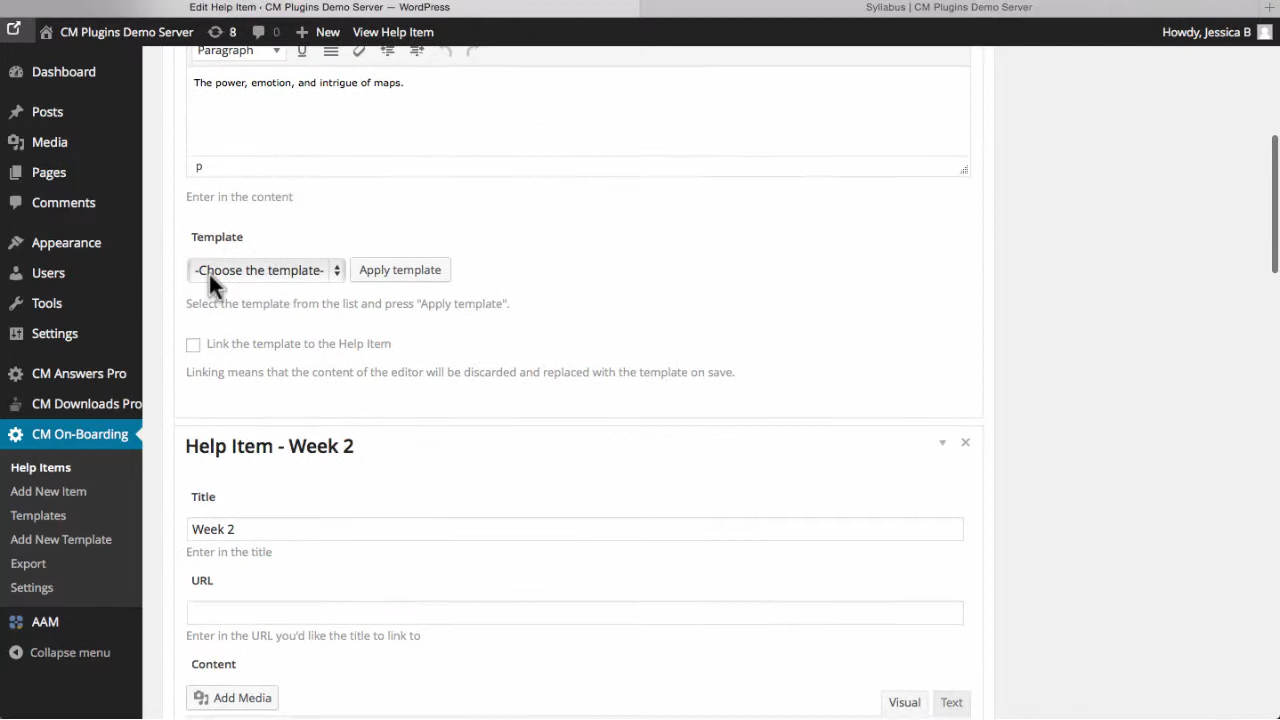 Edit Help Item ‹ CM Plugins Demo Server — WordPress
Syllabus | CM Plugins Demo Server
CM Plugins Demo Server 8 0 New View Help Item Howdy, Jessica B
Dashboard
Posts
Media
Pages
Comments
Appearance
Users
Tools
Settings
CM Answers Pro
CM Downloads Pro
CM On-Boarding
Help Items
Add New Item
Templates
Add New Template
Export
Settings
AAM
Collapse menu
Paragraph
The power, emotion, and intrigue of maps.
p
Enter in the content
Template
-Choose the template- Apply template
Select the template from the list and press "Apply template".
Link the template to the Help Item
Linking means that the content of the editor will be discarded and replaced with the template on save.
Help Item - Week 2
Title
Week 2
Enter in the title
URL
Enter in the URL you'd like the title to link to
Content
Add Media
Visual Text